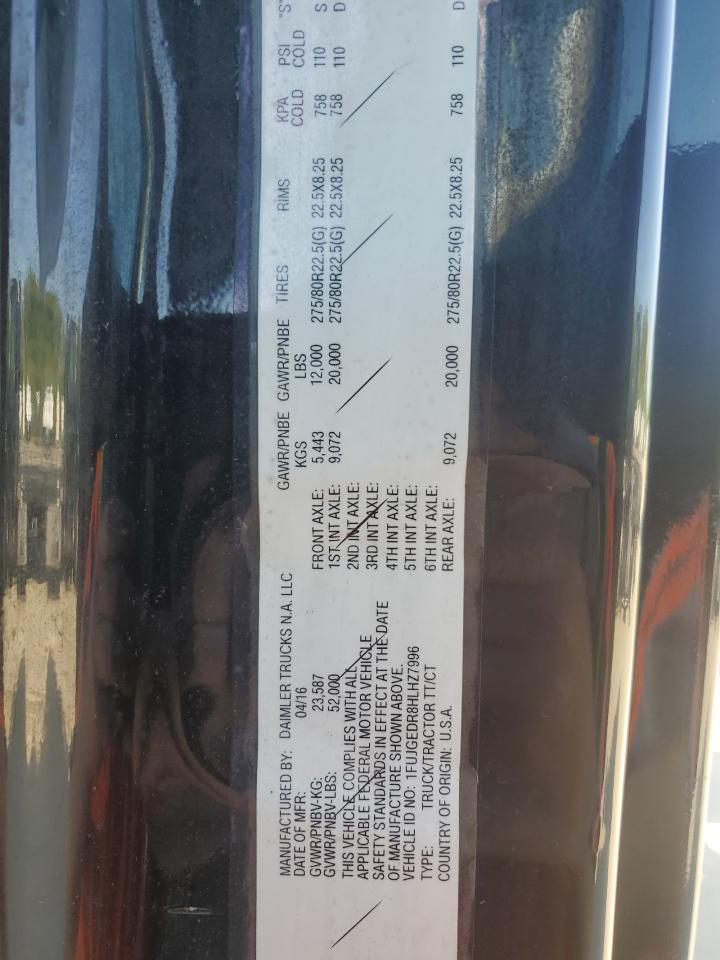 MANUFACTURED BY: DAIMLER TRUCKS N.A. LLC
DATE OF MFR: 04/16
GVWR/PNBV-KG: 23,587
GVWR/PNBV-LBS: 52,000
THIS VEHICLE COMPLIES WITH ALL
APPLICABLE FEDERAL MOTOR VEHICLE
SAFETY STANDARDS IN EFFECT AT THE DATE
OF MANUFACTURE SHOWN ABOVE.
VEHICLE ID NO: 1FUJGEDR8HLHZ7996
TYPE: TRUCK/TRACTOR TT/CT
COUNTRY OF ORIGIN: U.S.A.
GAWR/PNBE GAWR/PNBE TIRES RIMS KPA PSI "S"
KGS LBS COLD COLD
FRONT AXLE: 5,443 12,000 275/80R22.5(G) 22.5X8.25 758 110 S
1ST INT AXLE: 9,072 20,000 275/80R22.5(G) 22.5X8.25 758 110 D
2ND INT AXLE:
3RD INT AXLE:
4TH INT AXLE:
5TH INT AXLE:
6TH INT AXLE:
REAR AXLE: 9,072 20,000 275/80R22.5(G) 22.5X8.25 758 110 D